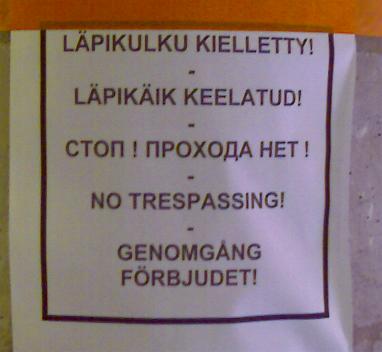 LÄPIKULKU KIELLETTY!
-
LÄPIKÄIK KEELATUD!
-
СТОП ! ПРОХОДА НЕТ !
-
NO TRESPASSING!
-
GENOMGÅNG
FÖRBJUDET!